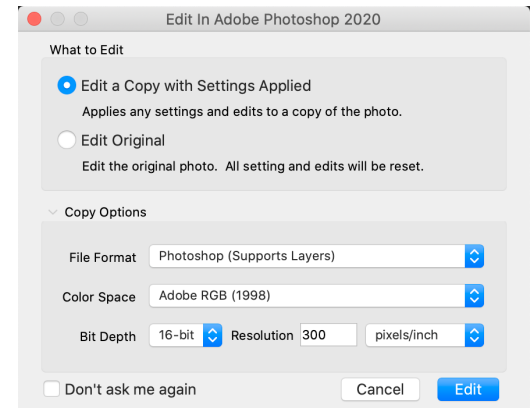 Edit In Adobe Photoshop 2020
What to Edit
Edit a Copy with Settings Applied
Applies any settings and edits to a copy of the photo.
Edit Original
Edit the original photo.  All setting and edits will be reset.
Copy Options
File Format Photoshop (Supports Layers)
Color Space Adobe RGB (1998)
Bit Depth 16-bit Resolution 300 pixels/inch
Don't ask me again Cancel Edit